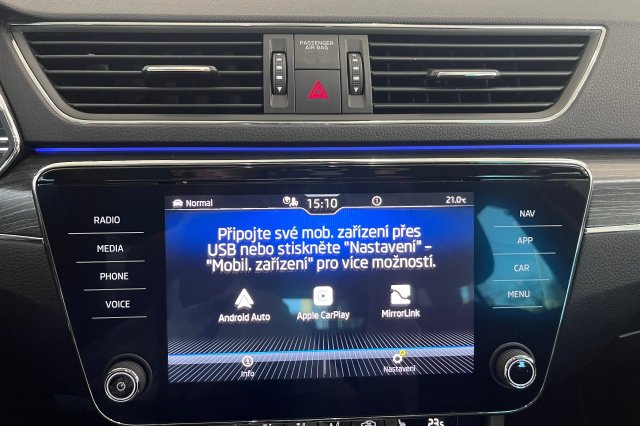 PASSENGER
AIR BAG
Normal
15:10
21.0°C
RADIO
MEDIA
PHONE
VOICE
Připojte své mob. zařízení přes
USB nebo stiskněte "Nastavení" –
"Mobil. zařízení" pro více možností.
Android Auto
Apple CarPlay
MirrorLink
Info
Nastavení
NAV
APP
CAR
MENU